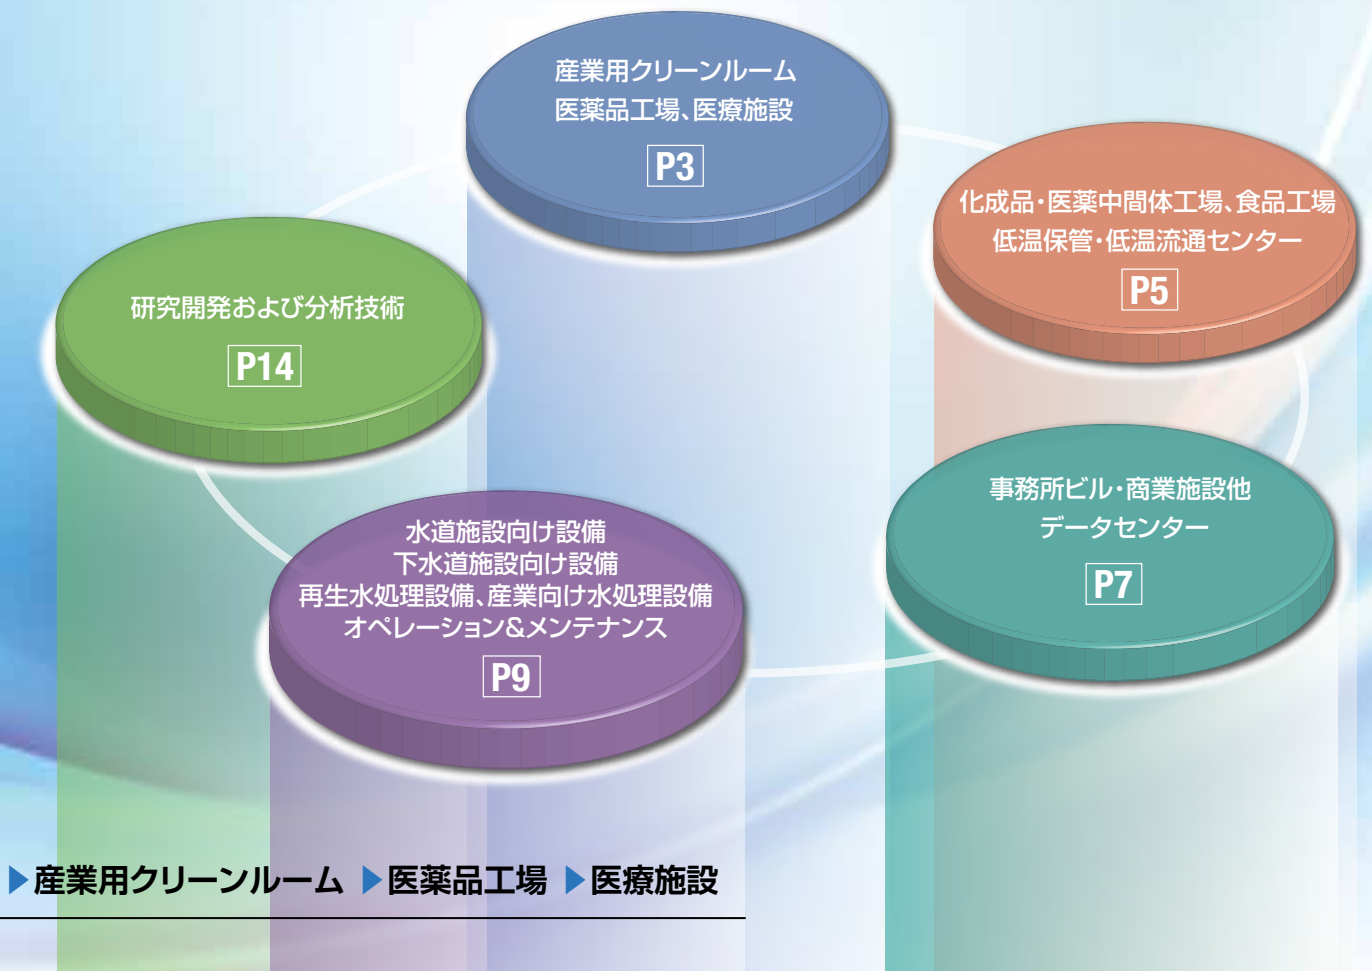 産業用クリーンルーム
医薬品工場、医療施設
P3
化成品・医薬中間体工場、食品工場
低温保管・低温流通センター
P5
研究開発および分析技術
P14
事務所ビル・商業施設他
データセンター
P7
水道施設向け設備
下水道施設向け設備
再生水処理設備、産業向け水処理設備
オペレーション&メンテナンス
P9
▶産業用クリーンルーム ▶医薬品工場 ▶医療施設